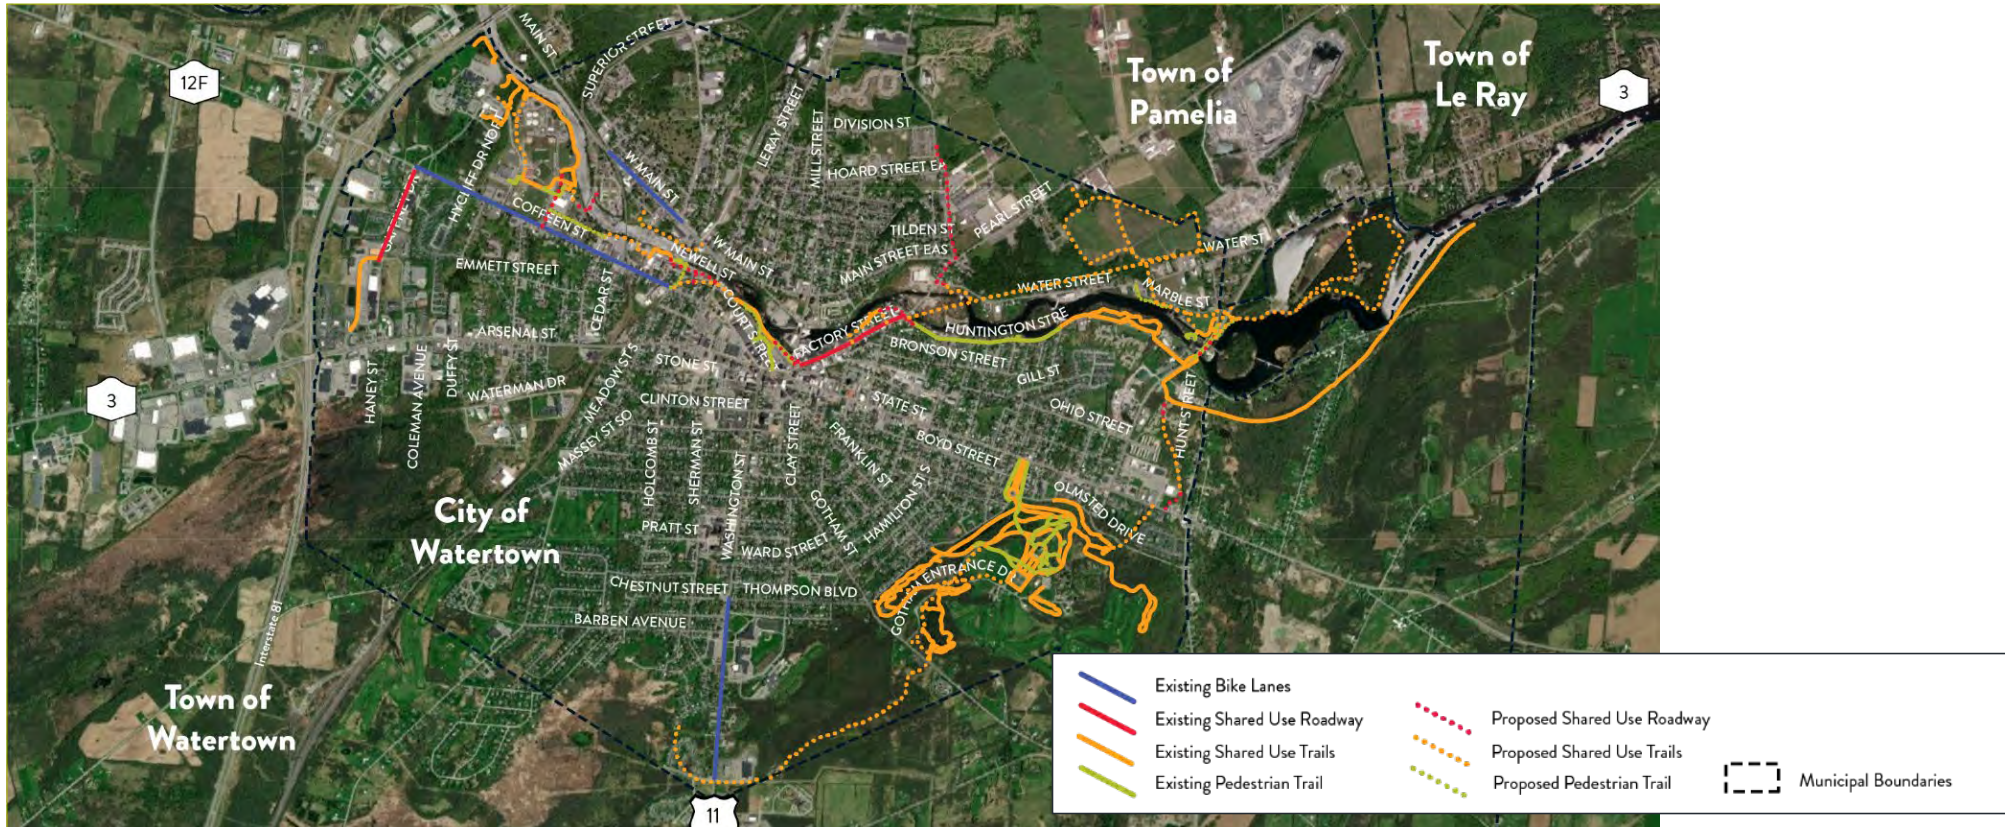 MAIN ST
SUPERIOR STREET
12F
Town of
Pamelia
Town of
Le Ray
3
LERAY STREET
MILL STREET
DIVISION ST
HOARD STREET EA
HYCLIFF DR NOR
W MAIN ST
PEARL STREET
COFFEEN ST
TILDEN ST
MAIN STREET EAS
WATER ST
NEWELL ST
W MAIN ST
EMMETT STREET
CEDAR ST
WATER STREET
MARBLE ST
COURT STREE
FACTORY STREET
HUNTINGTON STRE
BRONSON STREET
ARSENAL ST
STONE ST
GILL ST
HANEY ST
COLEMAN AVENUE
DUFFY ST
WATERMAN DR
MEADOW ST S
MASSEY ST SO
CLINTON STREET
STATE ST
OHIO STREET
HUNT STREET
3
HOLCOMB ST
SHERMAN ST
WASHINGTON ST
CLAY STREET
FRANKLIN ST
BOYD STREET
HAMILTON ST S
GOTHAM ST
OLMSTED DRIVE
City of
Watertown
PRATT ST
WARD STREET
CHESTNUT STREET
THOMPSON BLVD
GOTHAM ENTRANCE D
BARBEN AVENUE
Interstate 81
Town of
Watertown
11
Existing Bike Lanes
Existing Shared Use Roadway
Existing Shared Use Trails
Existing Pedestrian Trail
Proposed Shared Use Roadway
Proposed Shared Use Trails
Proposed Pedestrian Trail
Municipal Boundaries